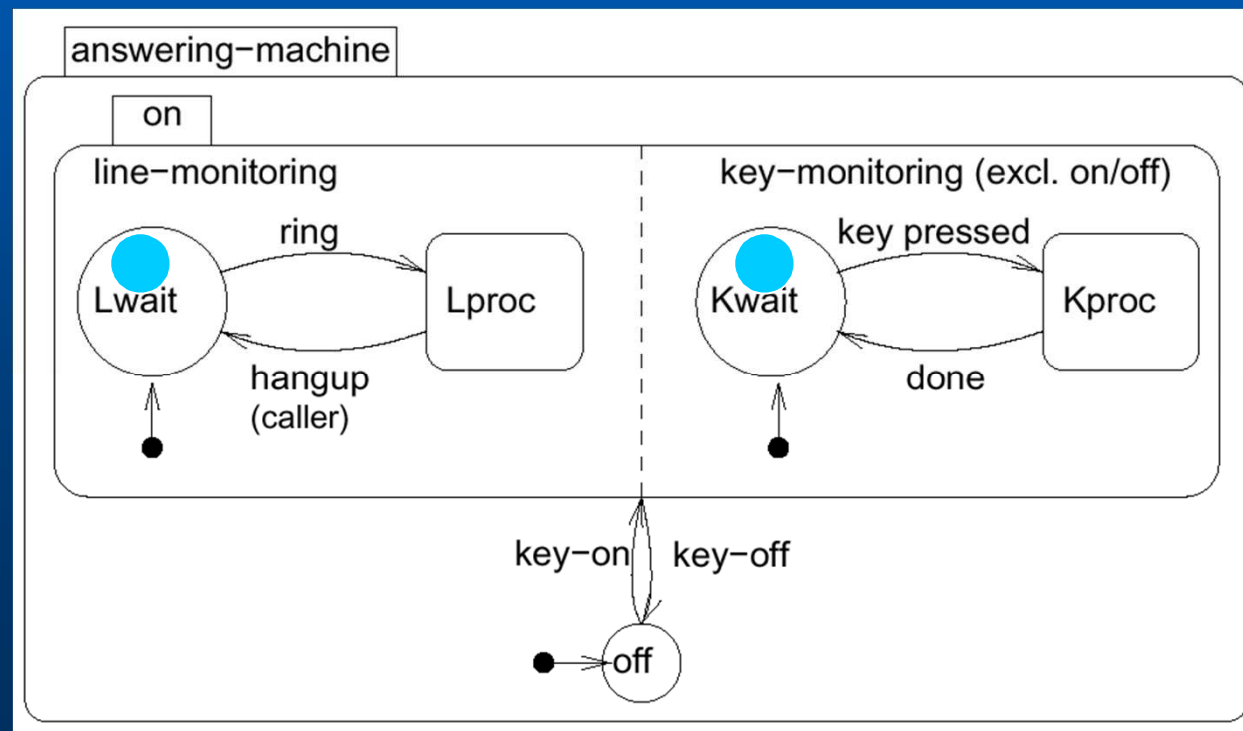 answering−machine
on
line−monitoring
key−monitoring (excl. on/off)
ring
key pressed
Lwait
Lproc
Kwait
Kproc
hangup
(caller)
done
key−on
key−off
off